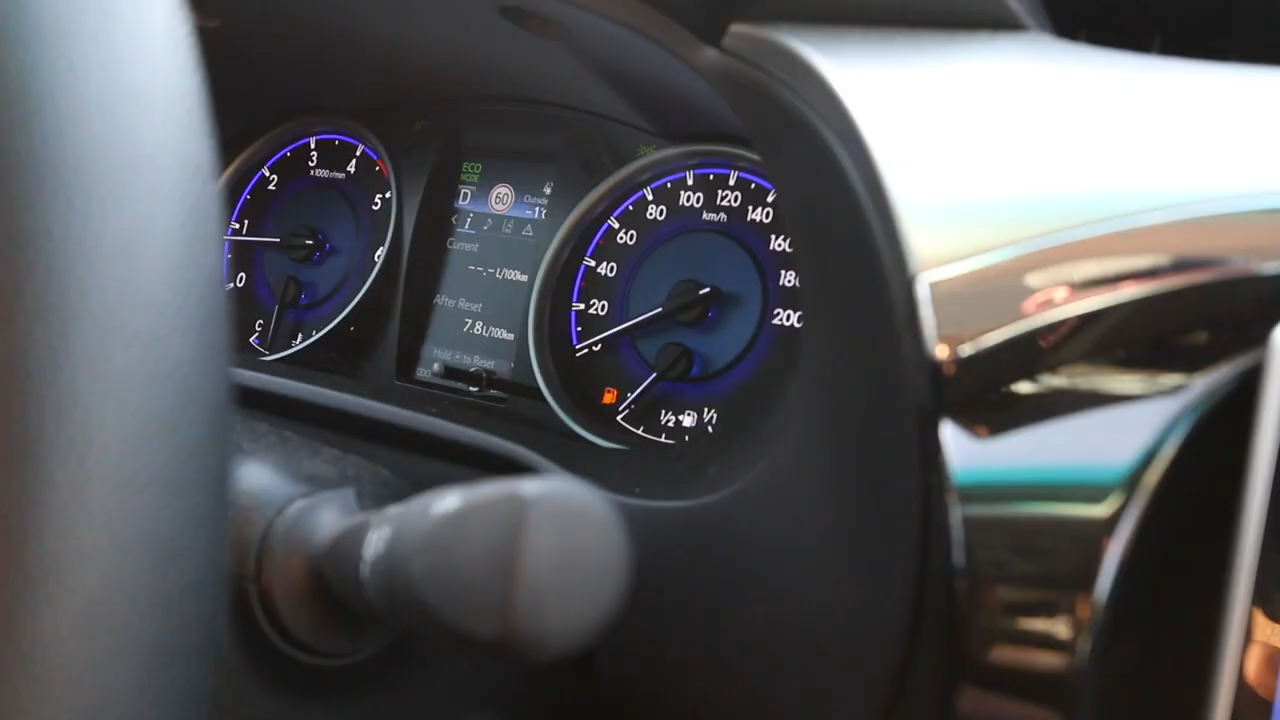 0
1
2
3
4
5
6
x1000 r/min
C
ECO
MODE
D
60
Outside
-1℃
i
Current
--.- L/100km
After Reset
7.8 L/100km
Hold ⦿ to Reset
20
40
60
80
100
120
140
160
180
200
km/h
1/2
1/1